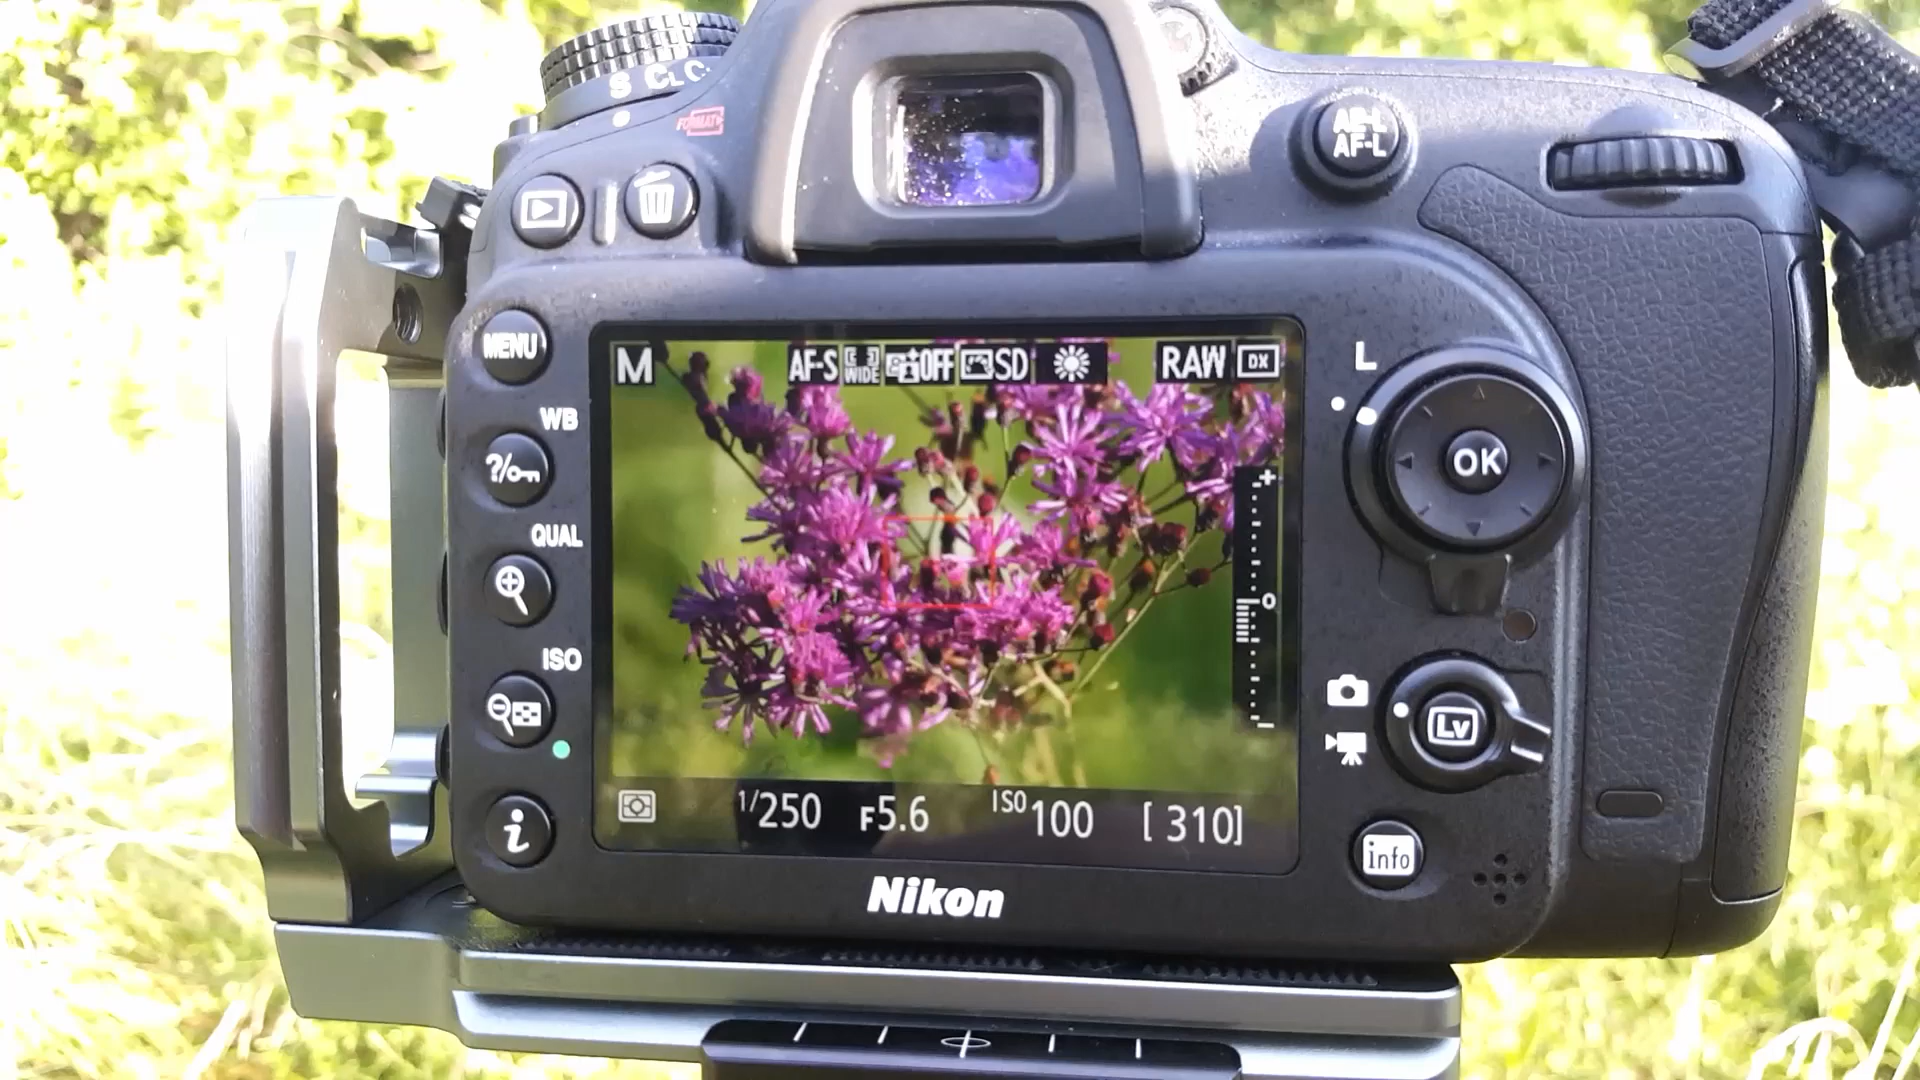 S CL C
FORMAT
AE-L
AF-L
MENU
WB
?/
QUAL
ISO
i
M AF-S WIDE OFF SD RAW DX
+
0
−
1/250 F5.6 ISO 100 [ 310]
Nikon
L
OK
Lv
info